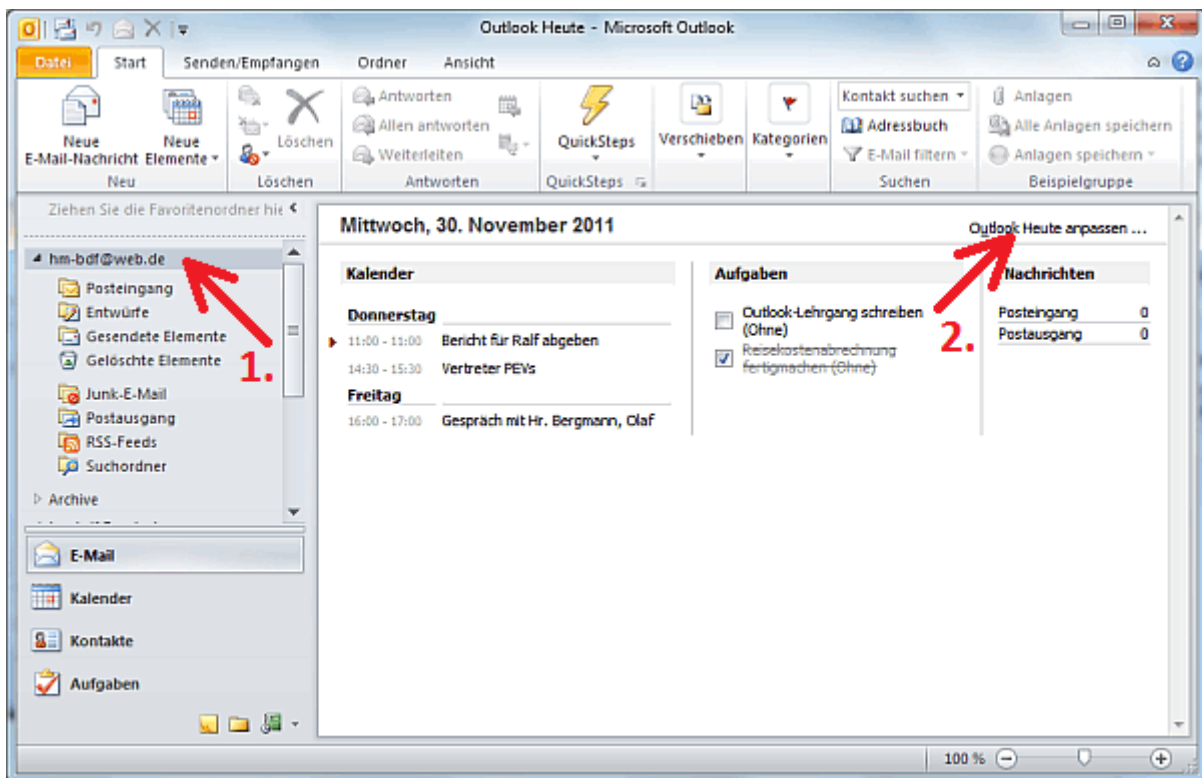 Outlook Heute - Microsoft Outlook
Datei Start Senden/Empfangen Ordner Ansicht
Neue E-Mail-Nachricht
Neue Elemente
Neu
Löschen
Löschen
Antworten
Allen antworten
Weiterleiten
Antworten
QuickSteps
QuickSteps
Verschieben
Kategorien
Kontakt suchen
Adressbuch
E-Mail filtern
Suchen
Anlagen
Alle Anlagen speichern
Anlagen speichern
Beispielgruppe
Ziehen Sie die Favoritenordner hie
hm-bdf@web.de
Posteingang
Entwürfe
Gesendete Elemente
Gelöschte Elemente
1.
Junk-E-Mail
Postausgang
RSS-Feeds
Suchordner
Archive
E-Mail
Kalender
Kontakte
Aufgaben
Mittwoch, 30. November 2011
Outlook Heute anpassen ...
Kalender
Donnerstag
11:00 - 11:00 Bericht für Ralf abgeben
14:30 - 15:30 Vertreter PEVs
Freitag
16:00 - 17:00 Gespräch mit Hr. Bergmann, Olaf
Aufgaben
Outlook-Lehrgang schreiben
(Ohne)
Reisekostenabrechnung
fertigmachen (Ohne)
2.
Nachrichten
Posteingang 0
Postausgang 0
100 %